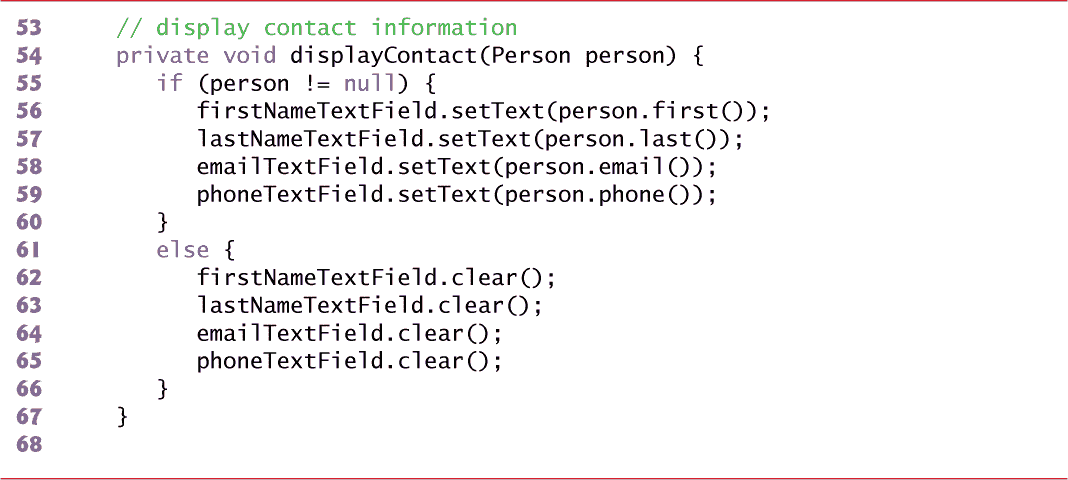 53 // display contact information
54 private void displayContact(Person person) {
55 if (person != null) {
56 firstNameTextField.setText(person.first());
57 lastNameTextField.setText(person.last());
58 emailTextField.setText(person.email());
59 phoneTextField.setText(person.phone());
60 }
61 else {
62 firstNameTextField.clear();
63 lastNameTextField.clear();
64 emailTextField.clear();
65 phoneTextField.clear();
66 }
67 }
68